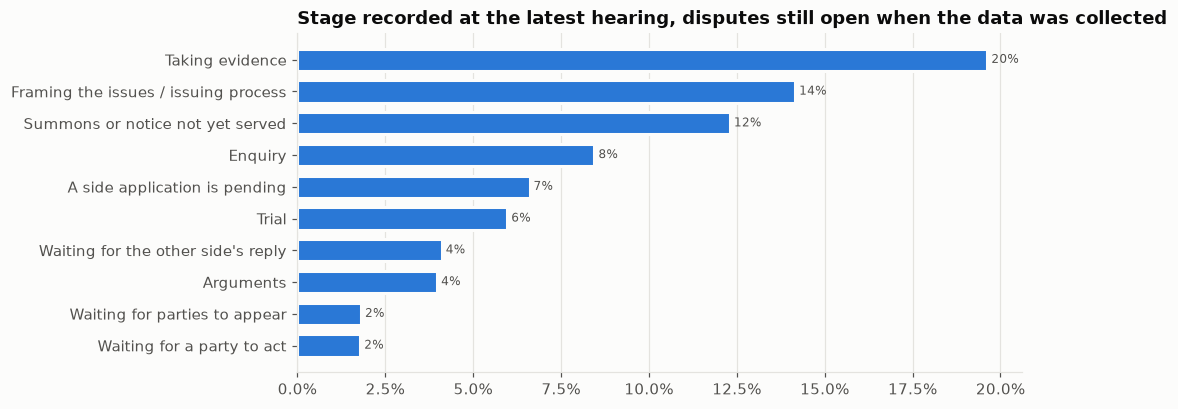 Stage recorded at the latest hearing, disputes still open when the data was collected
Taking evidence 20%
Framing the issues / issuing process 14%
Summons or notice not yet served 12%
Enquiry 8%
A side application is pending 7%
Trial 6%
Waiting for the other side's reply 4%
Arguments 4%
Waiting for parties to appear 2%
Waiting for a party to act 2%
0.0% 2.5% 5.0% 7.5% 10.0% 12.5% 15.0% 17.5% 20.0%